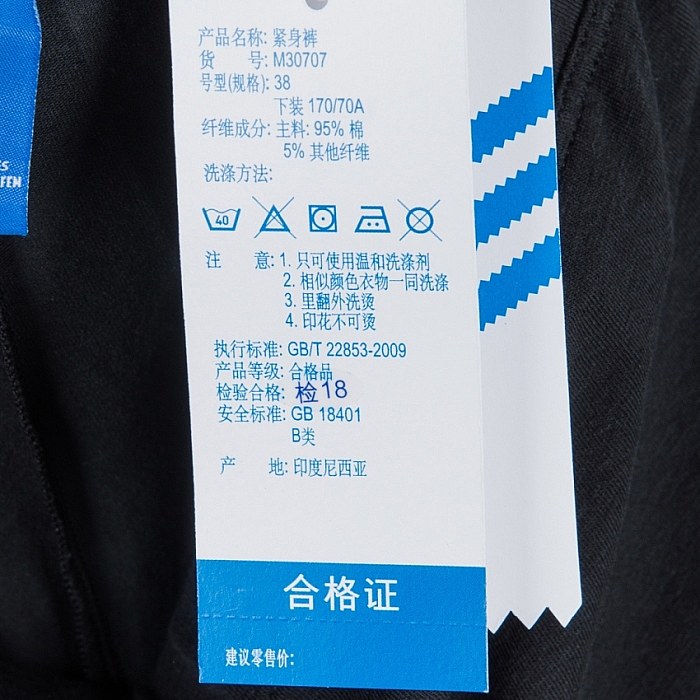 产品名称: 紧身裤
货 号: M30707
号型(规格): 38
下装 170/70A
纤维成分: 主料: 95% 棉
5% 其他纤维
洗涤方法:
40
注 意: 1. 只可使用温和洗涤剂
2. 相似颜色衣物一同洗涤
3. 里翻外洗烫
4. 印花不可烫
执行标准: GB/T 22853-2009
产品等级: 合格品
检验合格: 检18
安全标准: GB 18401
B类
产 地: 印度尼西亚
合格证
建议零售价: